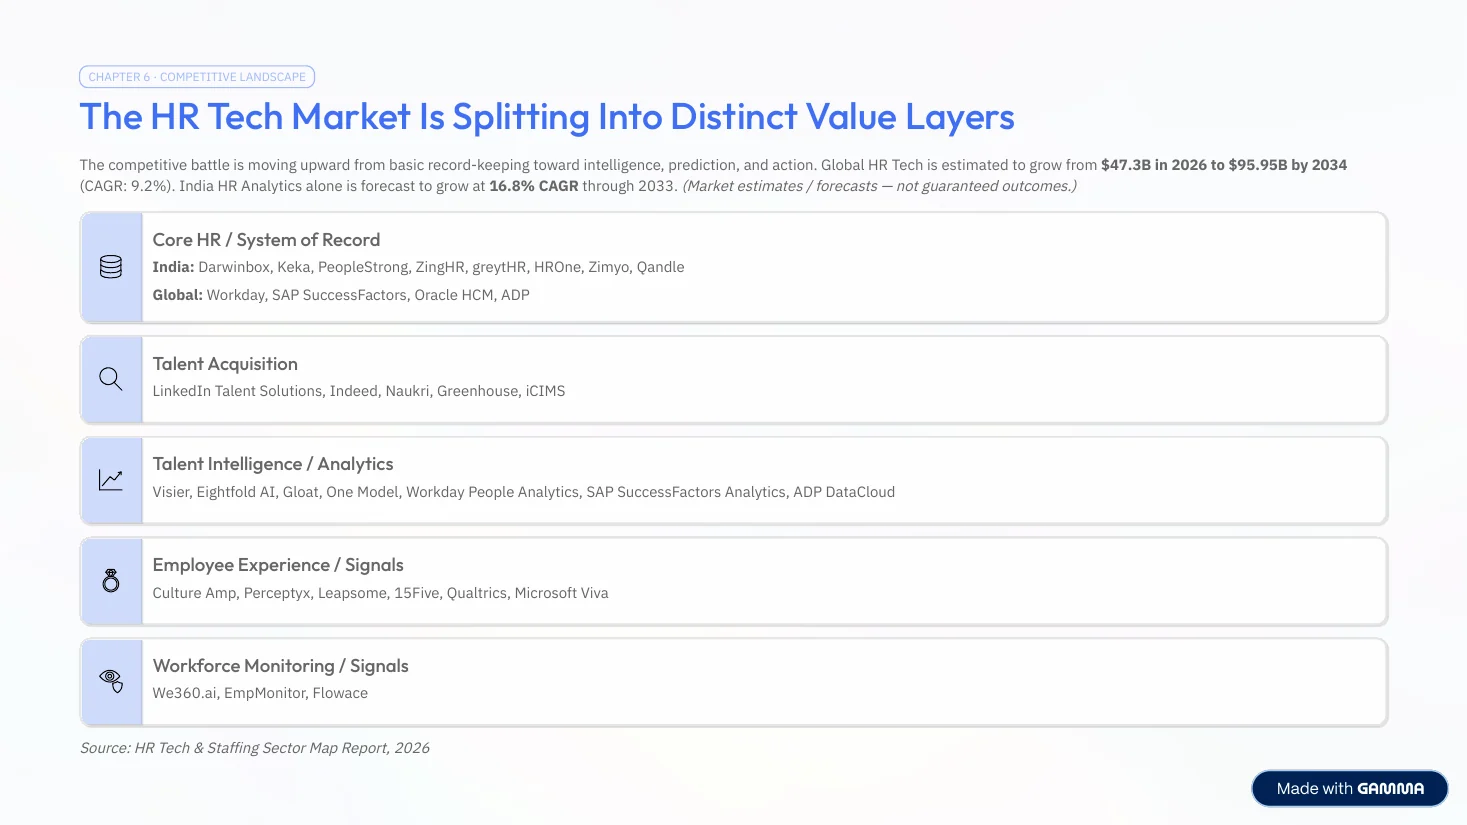 CHAPTER 6 · COMPETITIVE LANDSCAPE
The HR Tech Market Is Splitting Into Distinct Value Layers
The competitive battle is moving upward from basic record-keeping toward intelligence, prediction, and action. Global HR Tech is estimated to grow from $47.3B in 2026 to $95.95B by 2034
(CAGR: 9.2%). India HR Analytics alone is forecast to grow at 16.8% CAGR through 2033. (Market estimates / forecasts — not guaranteed outcomes.)
Core HR / System of Record
India: Darwinbox, Keka, PeopleStrong, ZingHR, greytHR, HROne, Zimyo, Qandle
Global: Workday, SAP SuccessFactors, Oracle HCM, ADP
Talent Acquisition
LinkedIn Talent Solutions, Indeed, Naukri, Greenhouse, iCIMS
Talent Intelligence / Analytics
Visier, Eightfold AI, Gloat, One Model, Workday People Analytics, SAP SuccessFactors Analytics, ADP DataCloud
Employee Experience / Signals
Culture Amp, Perceptyx, Leapsome, 15Five, Qualtrics, Microsoft Viva
Workforce Monitoring / Signals
We360.ai, EmpMonitor, Flowace
Source: HR Tech & Staffing Sector Map Report, 2026
Made with GAMMA